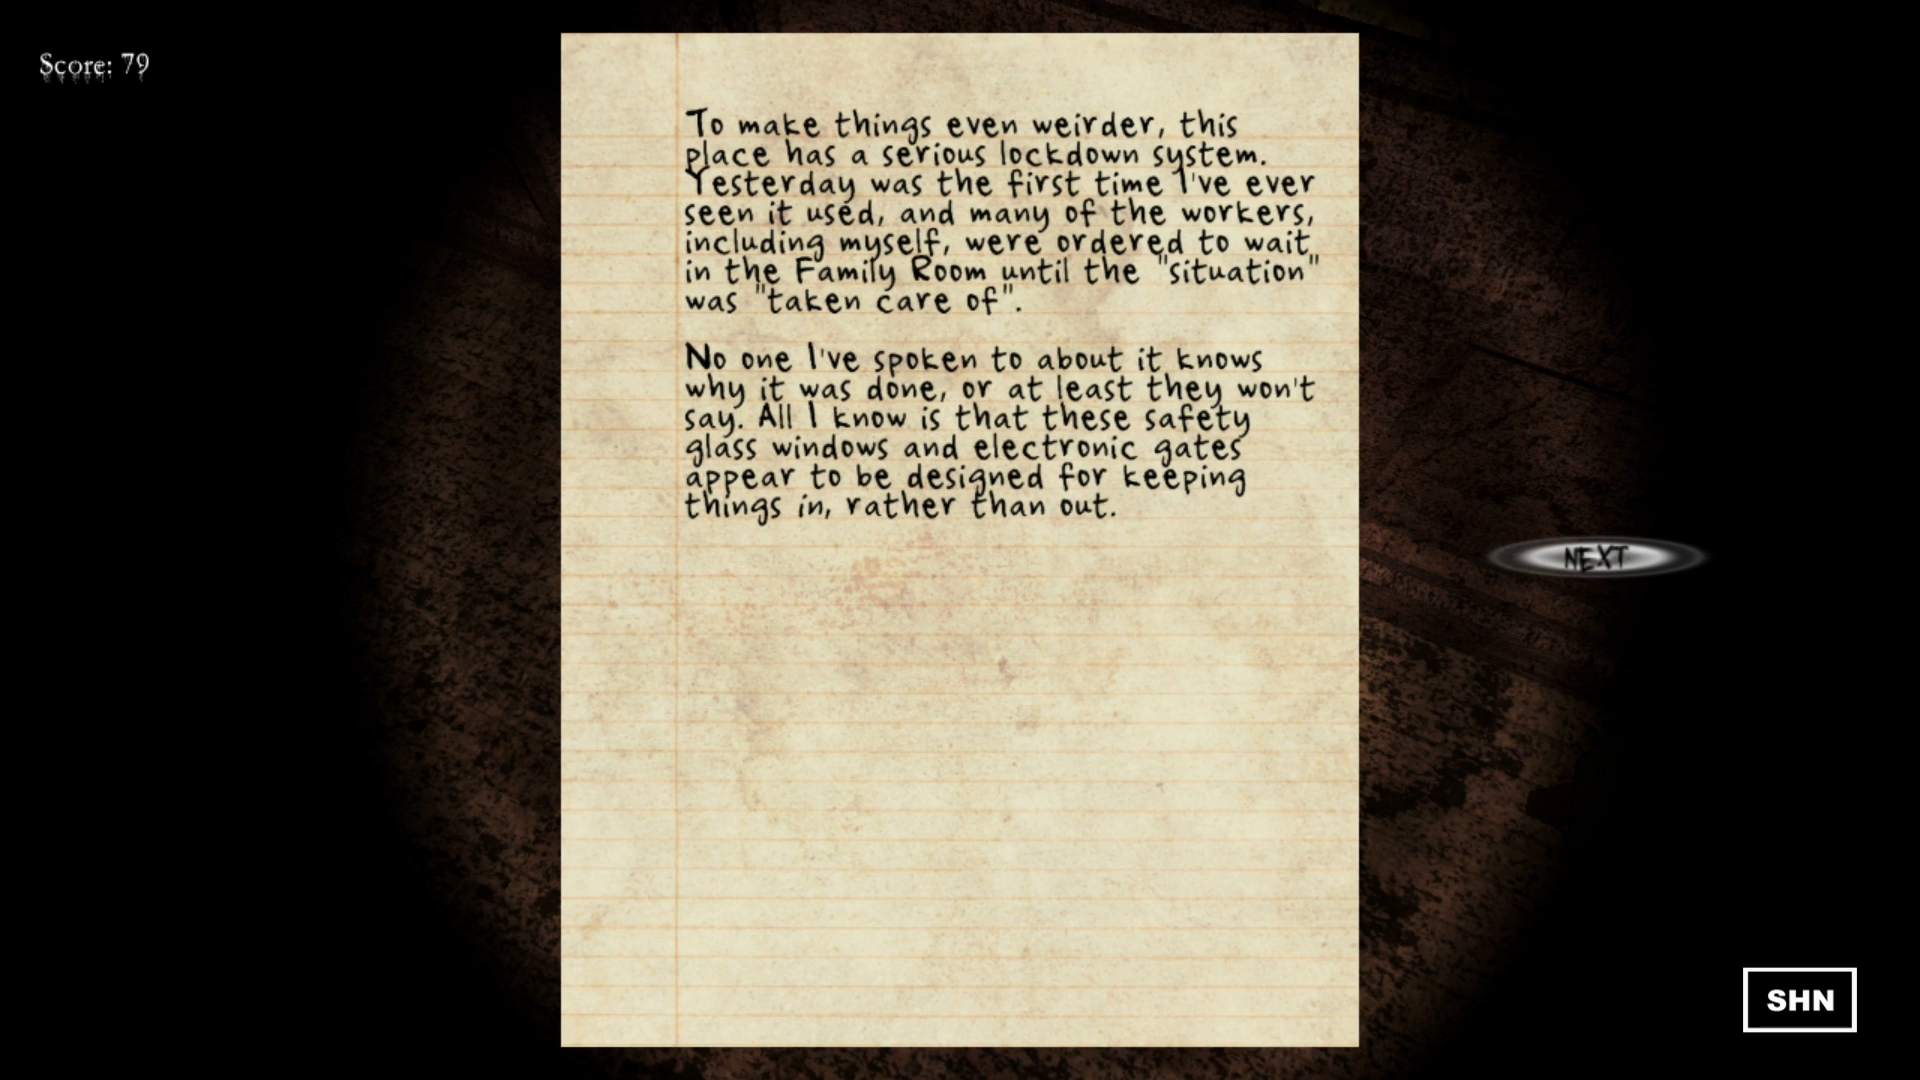 Score: 79
To make things even weirder, this
place has a serious lockdown system.
Yesterday was the first time I've ever
seen it used, and many of the workers,
including myself, were ordered to wait
in the Family Room until the "situation"
was "taken care of".
No one I've spoken to about it knows
why it was done, or at least they won't
say. All I know is that these safety
glass windows and electronic gates
appear to be designed for keeping
things in, rather than out.
NEXT
SHN